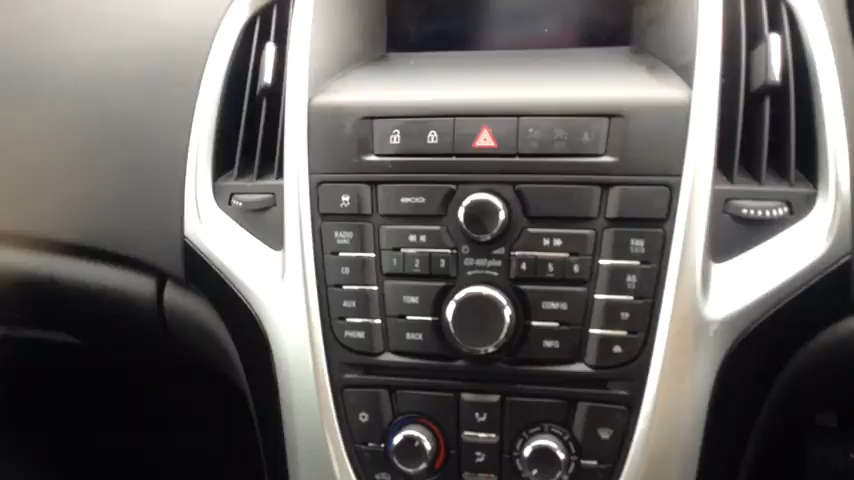 eco
RADIO
CD
AUX
PHONE
1 2 3
CD 400 plus
4 5 6
TONE
BACK
CONFIG
INFO
FAV
AS
TP